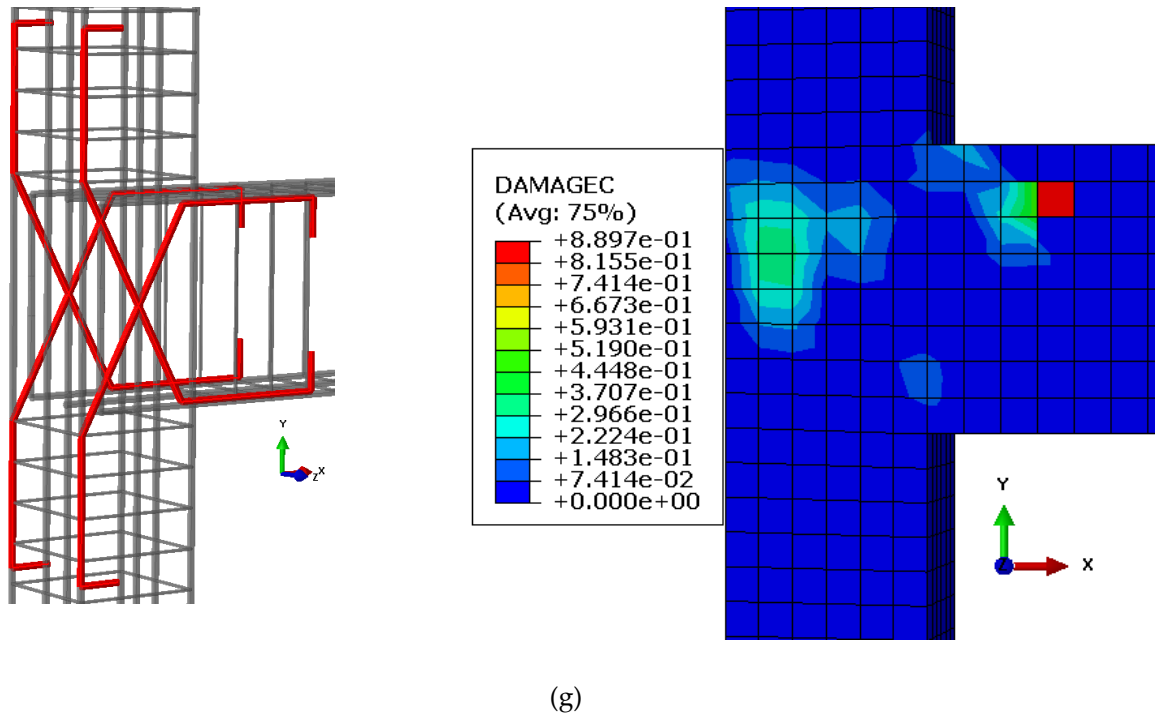 DAMAGEC
(Avg: 75%)
+8.897e-01
+8.155e-01
+7.414e-01
+6.673e-01
+5.931e-01
+5.190e-01
+4.448e-01
+3.707e-01
+2.966e-01
+2.224e-01
+1.483e-01
+7.414e-02
+0.000e+00
Y
X
Z
Y
X
Z
(g)